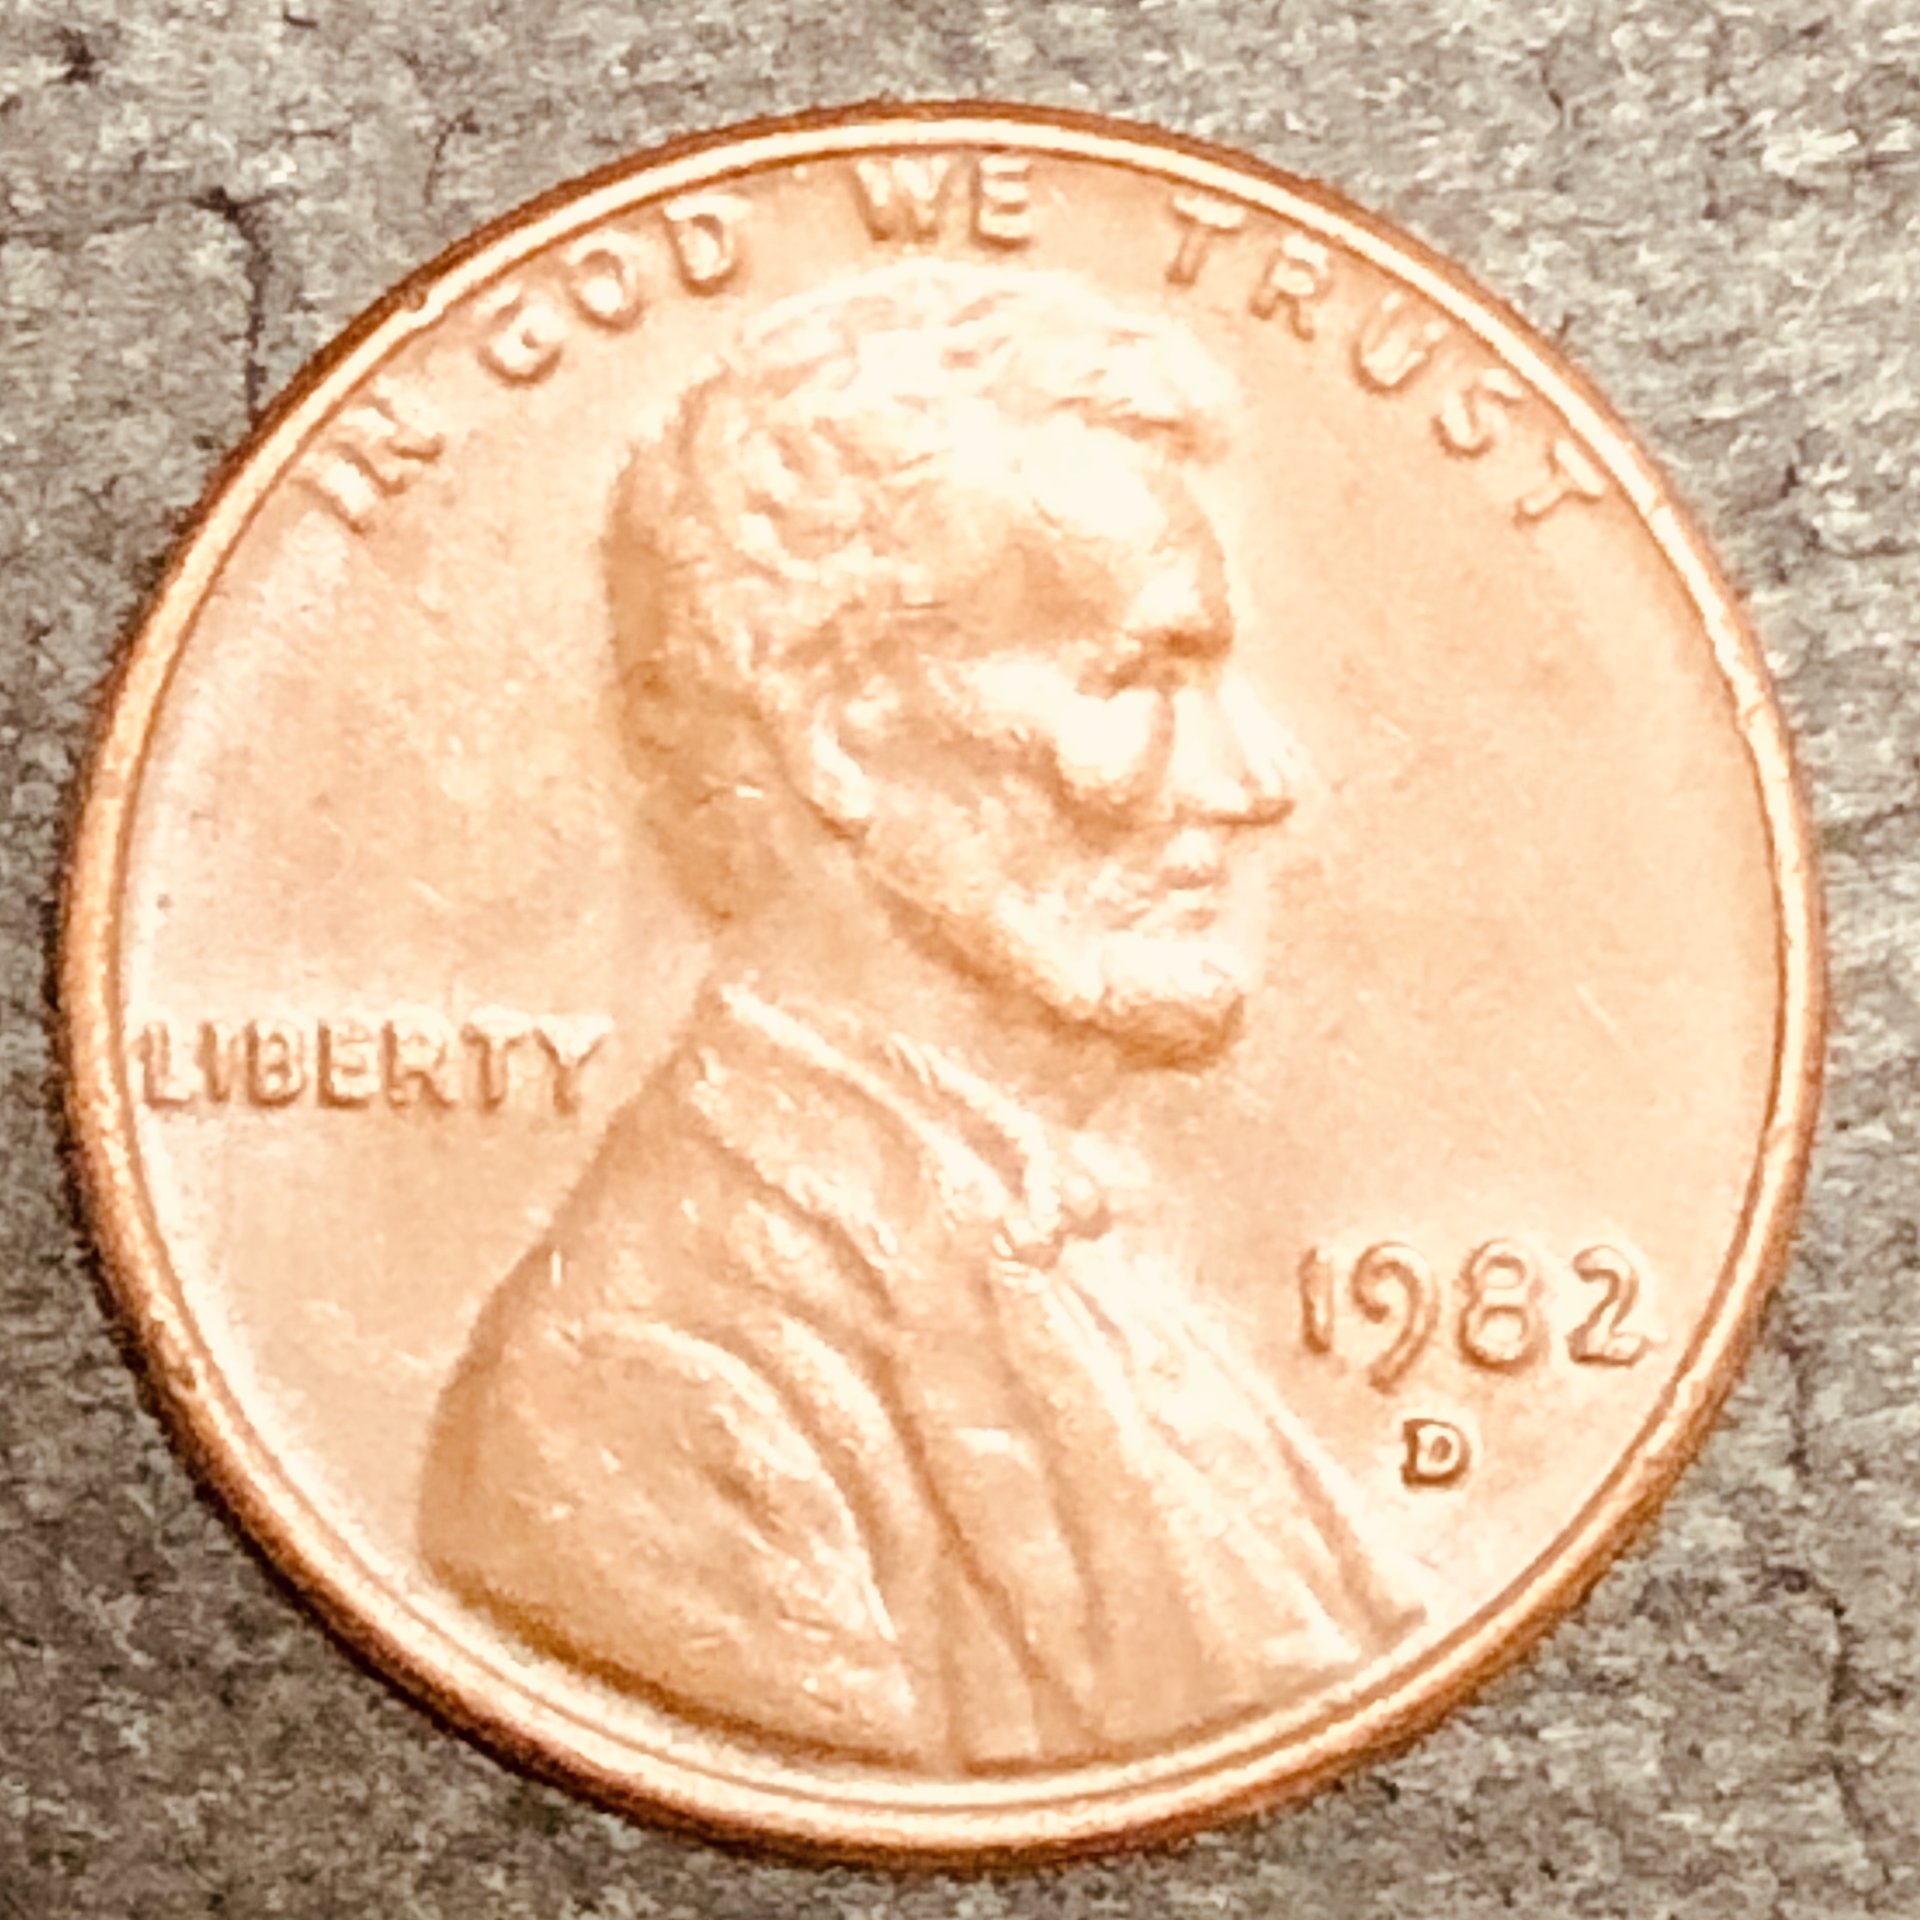 IN GOD WE TRUST
LIBERTY
1982
D